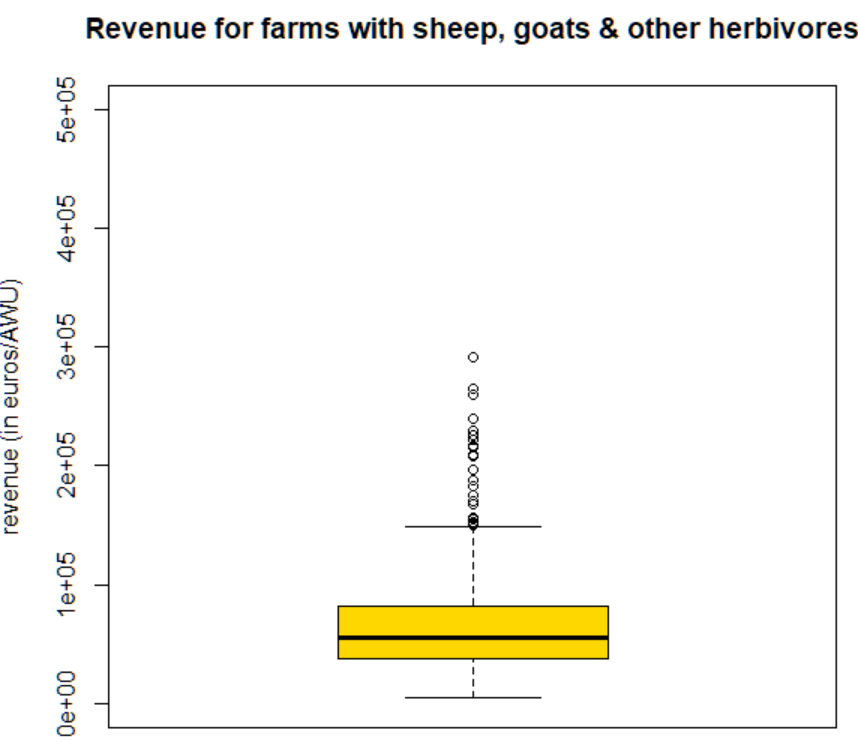 Revenue for farms with sheep, goats & other herbivores
5e+05
4e+05
3e+05
2e+05
1e+05
0e+00
revenue (in euros/AWU)